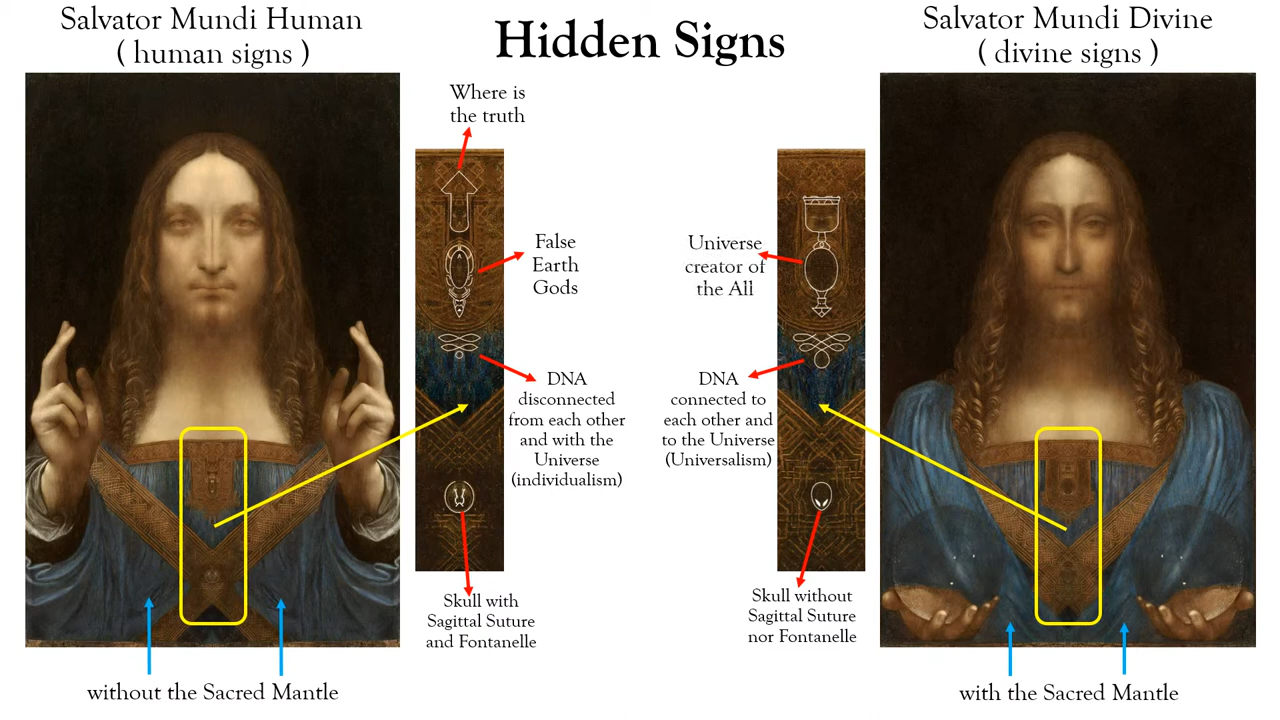 Salvator Mundi Human
( human signs )
Hidden Signs
Salvator Mundi Divine
( divine signs )
Where is
the truth
False
Earth
Gods
DNA
disconnected
from each other
and with the
Universe
(individualism)
Skull with
Sagittal Suture
and Fontanelle
Universe
creator of
the All
DNA
connected to
each other and
to the Universe
(Universalism)
Skull without
Sagittal Suture
nor Fontanelle
without the Sacred Mantle
with the Sacred Mantle